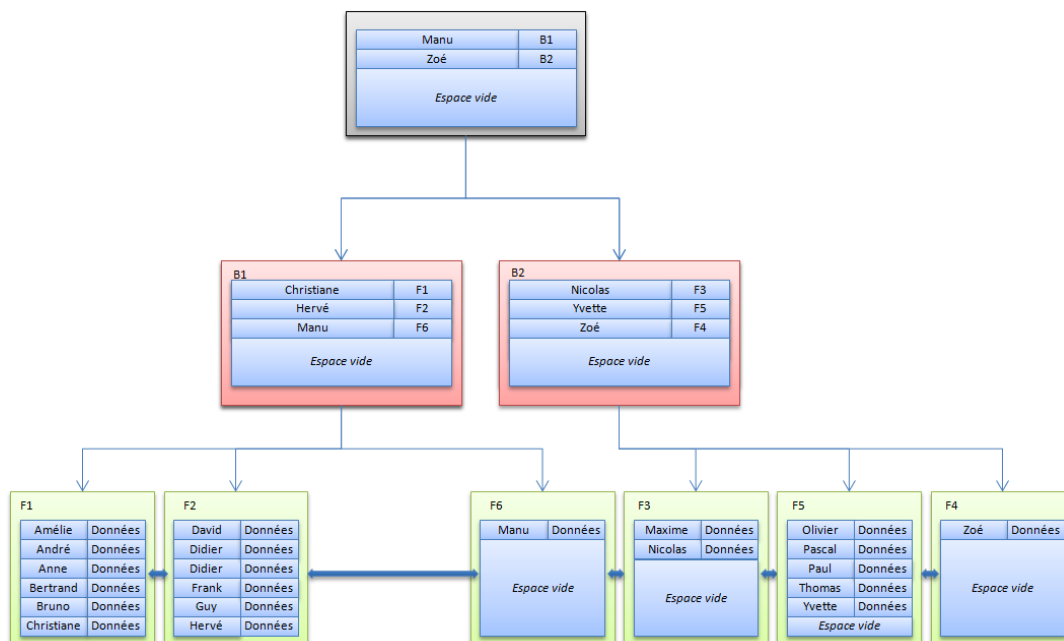 Manu B1
Zoé B2
Espace vide
B1
Christiane F1
Hervé F2
Manu F6
Espace vide
B2
Nicolas F3
Yvette F5
Zoé F4
Espace vide
F1
Amélie Données
André Données
Anne Données
Bertrand Données
Bruno Données
Christiane Données
F2
David Données
Didier Données
Didier Données
Frank Données
Guy Données
Hervé Données
F6
Manu Données
Espace vide
F3
Maxime Données
Nicolas Données
Espace vide
F5
Olivier Données
Pascal Données
Paul Données
Thomas Données
Yvette Données
Espace vide
F4
Zoé Données
Espace vide